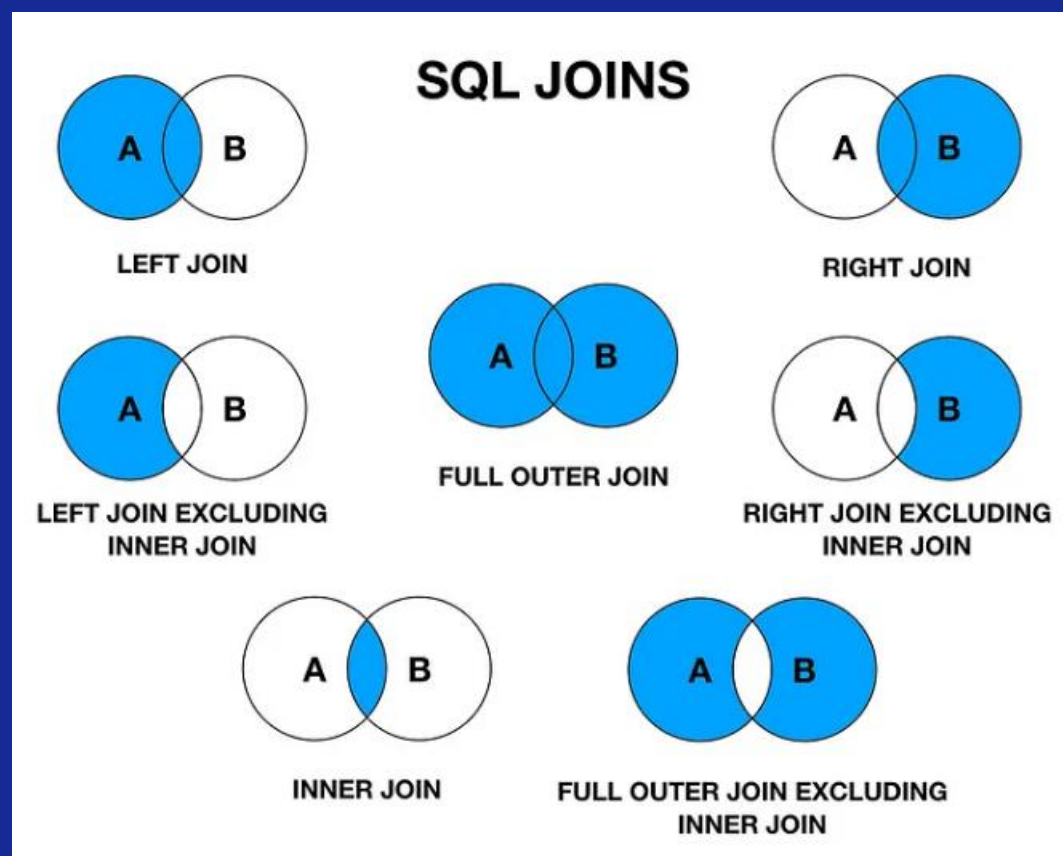 SQL JOINS
A B
LEFT JOIN
A B
RIGHT JOIN
A B
FULL OUTER JOIN
A B
LEFT JOIN EXCLUDING
INNER JOIN
A B
RIGHT JOIN EXCLUDING
INNER JOIN
A B
INNER JOIN
A B
FULL OUTER JOIN EXCLUDING
INNER JOIN